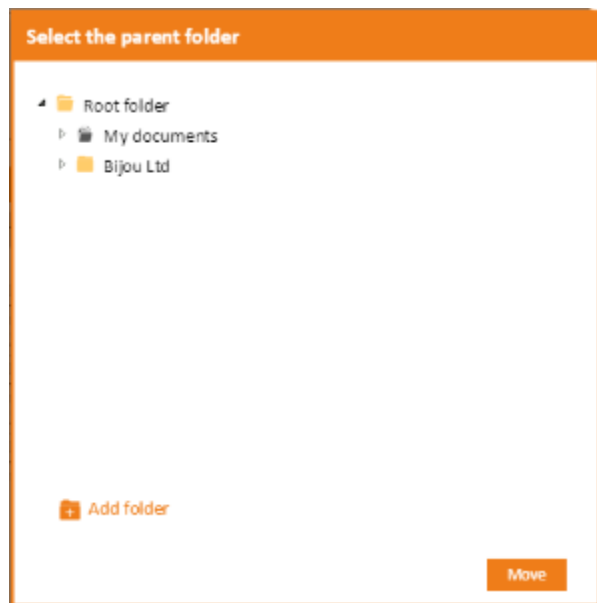 Select the parent folder
Root folder
My documents
Bijou Ltd
Add folder
Move